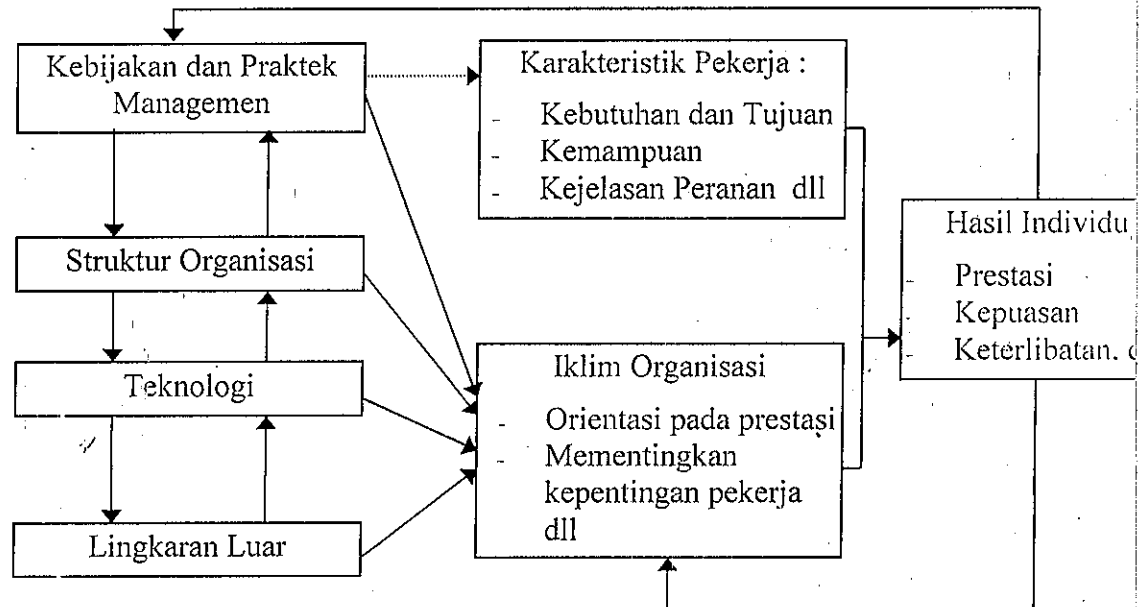 Kebijakan dan Praktek
Managemen
Karakteristik Pekerja :
- Kebutuhan dan Tujuan
- Kemampuan
- Kejelasan Peranan dll
Struktur Organisasi
Hasil Individu
- Prestasi
- Kepuasan
- Keterlibatan.
Teknologi
Iklim Organisasi
- Orientasi pada prestasi
- Mementingkan
kepentingan pekerja
dll
Lingkaran Luar